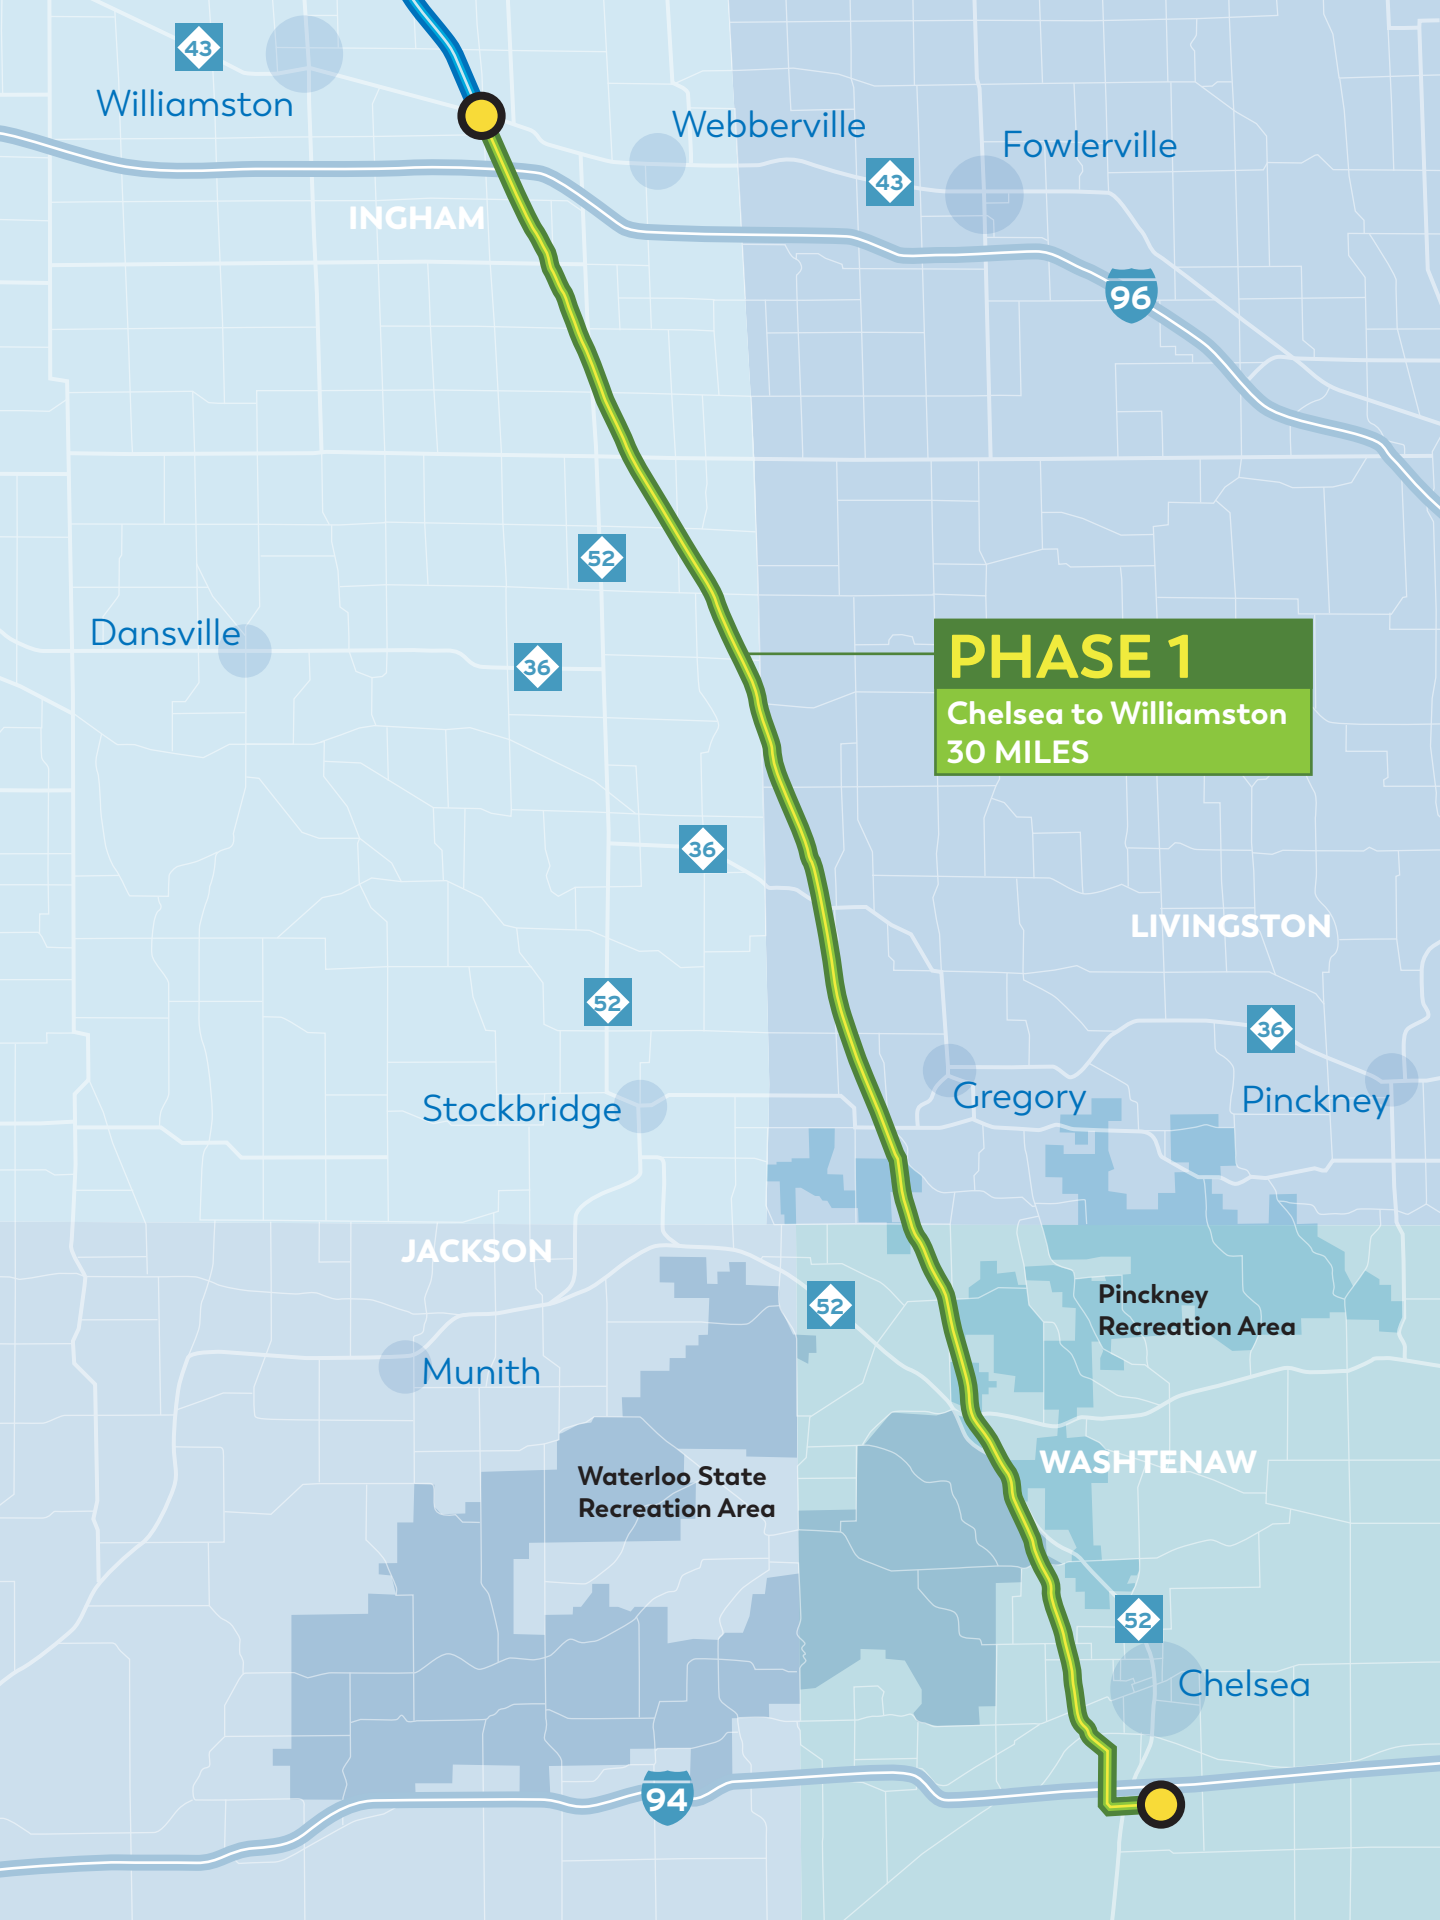 43
Williamston
Webberville
Fowlerville
43
INGHAM
96
52
Dansville
36
PHASE 1
Chelsea to Williamston
30 MILES
36
LIVINGSTON
52
36
Stockbridge
Gregory
Pinckney
JACKSON
52
Pinckney
Recreation Area
Munith
WASHTENAW
Waterloo State
Recreation Area
52
Chelsea
94